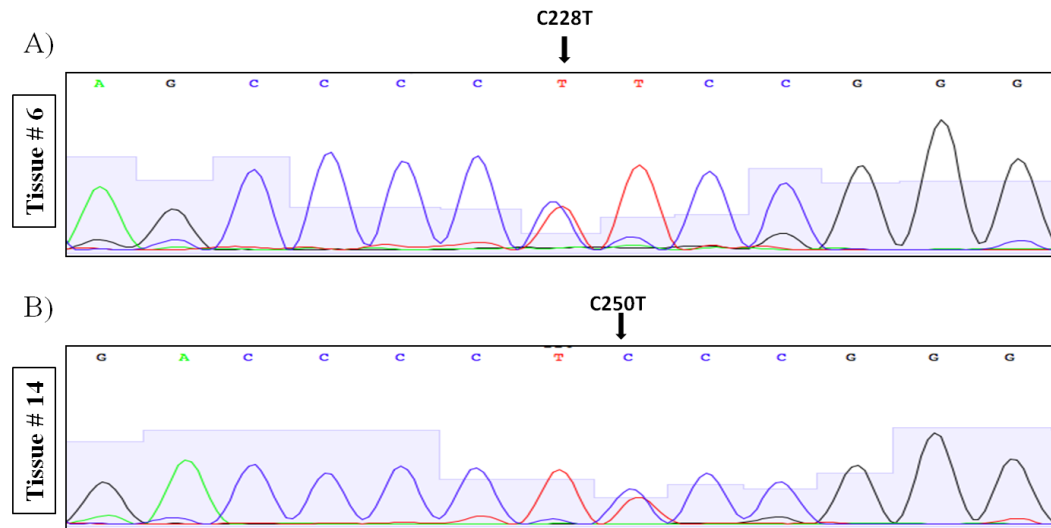 C228T
A)
A G C C C C T T C C G G G
Tissue # 6
C250T
B)
G A C C C C T C C C G G G
Tissue # 14